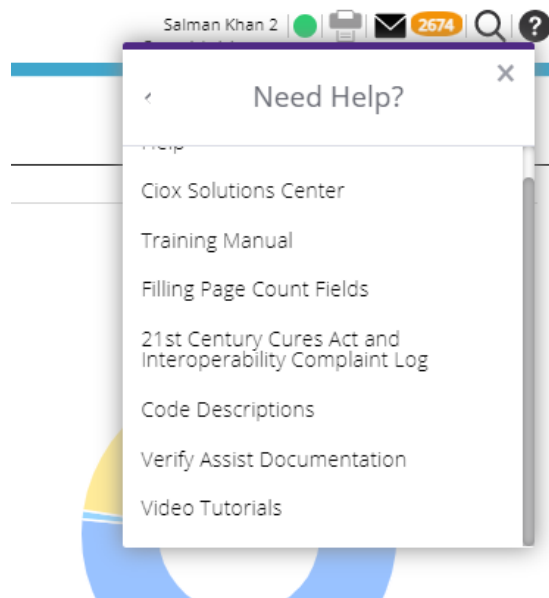 Salman Khan 2
2674
?
Need Help?
Help
Ciox Solutions Center
Training Manual
Filling Page Count Fields
21st Century Cures Act and
Interoperability Complaint Log
Code Descriptions
Verify Assist Documentation
Video Tutorials